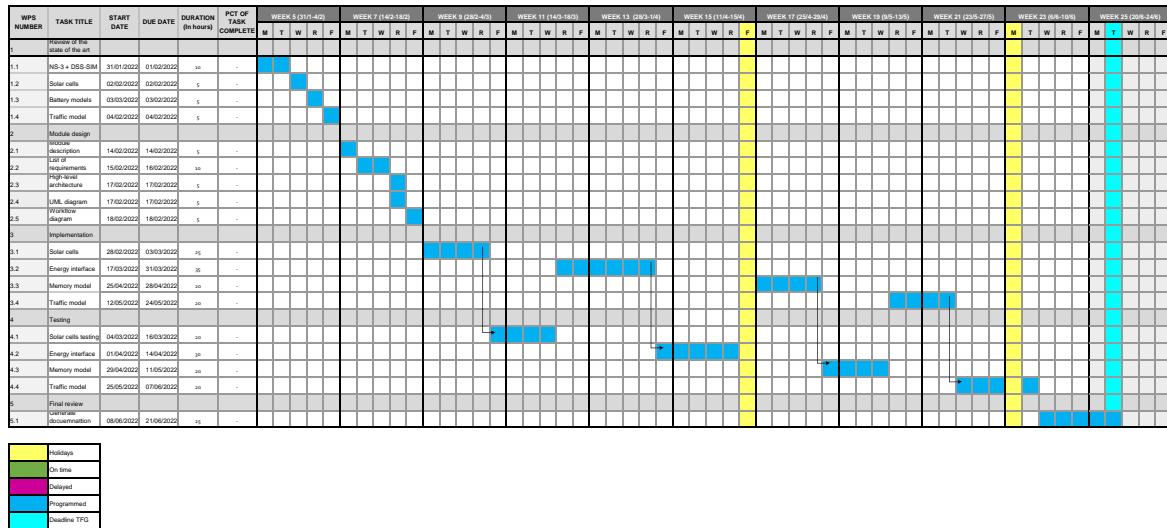 WPS NUMBER TASK TITLE START DATE DUE DATE DURATION (In hours) PCT OF TASK COMPLETE WEEK 5 (31/1-4/2) WEEK 7 (14/2-18/2) WEEK 9 (28/2-4/3) WEEK 11 (14/3-18/3) WEEK 13 (28/3-1/4) WEEK 15 (11/4-15/4) WEEK 17 (25/4-29/4) WEEK 19 (9/5-13/5) WEEK 21 (23/5-27/5) WEEK 23 (6/6-10/6) WEEK 25 (20/6-24/6)
M T W R F M T W R F M T W R F M T W R F M T W R F M T W R F M T W R F M T W R F M T W R F M T W R F M T W R F
1 Review of the state of the art
1.1 NS-3 + DSS-SIM 31/01/2022 01/02/2022 10 -
1.2 Solar cells 02/02/2022 02/02/2022 5 -
1.3 Battery models 03/03/2022 03/02/2022 5 -
1.4 Traffic model 04/02/2022 04/02/2022 5 -
2 Module design
2.1 Module description 14/02/2022 14/02/2022 5 -
2.2 List of requirements 15/02/2022 16/02/2022 10 -
2.3 High-level architecture 17/02/2022 17/02/2022 5 -
2.4 UML diagram 17/02/2022 17/02/2022 5 -
2.5 Workflow diagram 18/02/2022 18/02/2022 5 -
3 Implementation
3.1 Solar cells 28/02/2022 03/03/2022 25 -
3.2 Energy interface 17/03/2022 31/03/2022 35 -
3.3 Memory model 25/04/2022 28/04/2022 20 -
3.4 Traffic model 12/05/2022 24/05/2022 20 -
4 Testing
4.1 Solar cells testing 04/03/2022 16/03/2022 20 -
4.2 Energy interface 01/04/2022 14/04/2022 30 -
4.3 Memory model 29/04/2022 11/05/2022 20 -
4.4 Traffic model 25/05/2022 07/06/2022 20 -
5 Final review
5.1 Generate docuemnattion 08/06/2022 21/06/2022 25 -
Holidays
On time
Delayed
Programmed
Deadline TFG